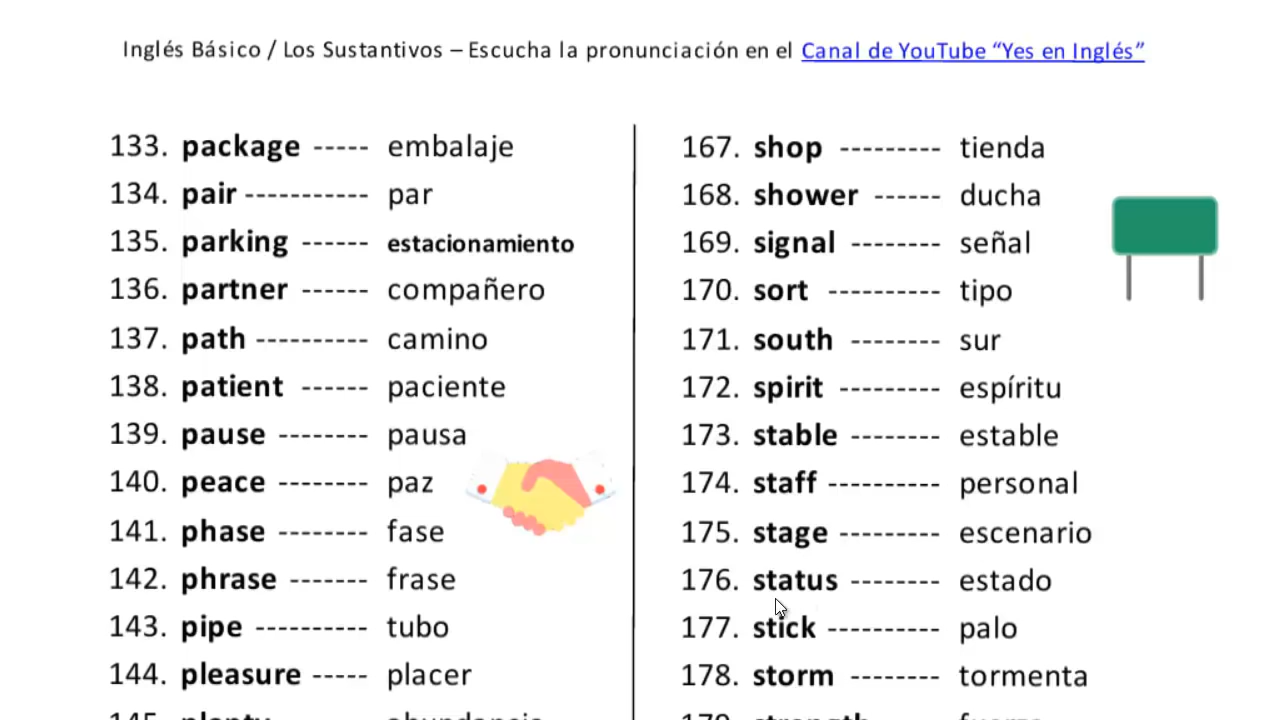 Inglés Básico / Los Sustantivos – Escucha la pronunciación en el Canal de YouTube “Yes en Inglés”
133. package ----- embalaje
134. pair ----------- par
135. parking ------ estacionamiento
136. partner ------ compañero
137. path ---------- camino
138. patient ------ paciente
139. pause -------- pausa
140. peace -------- paz
141. phase -------- fase
142. phrase ------- frase
143. pipe ---------- tubo
144. pleasure ----- placer
167. shop --------- tienda
168. shower ------ ducha
169. signal -------- señal
170. sort ---------- tipo
171. south -------- sur
172. spirit --------- espíritu
173. stable -------- estable
174. staff ---------- personal
175. stage --------- escenario
176. status -------- estado
177. stick ---------- palo
178. storm -------- tormenta